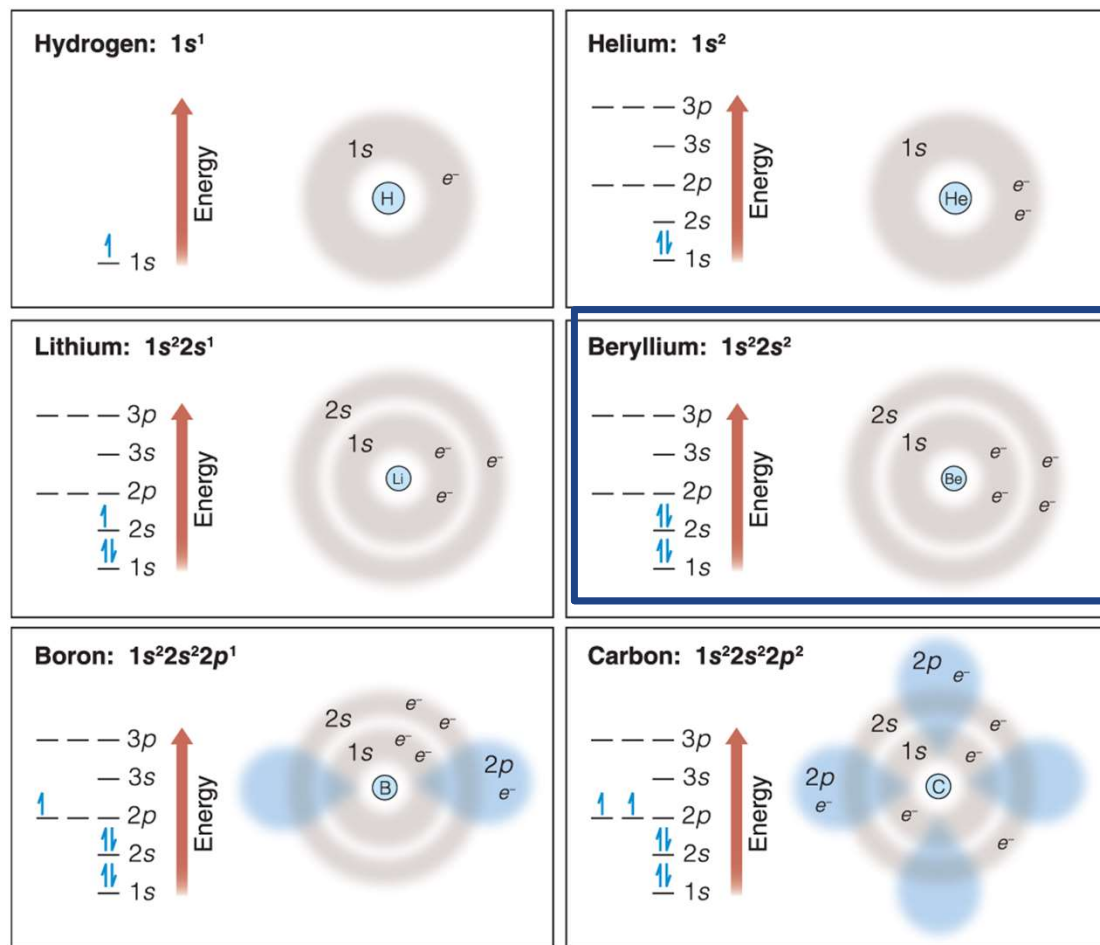 Hydrogen: 1s¹
1s
Energy
1s
H
e⁻
Helium: 1s²
3p
3s
2p
2s
1s
Energy
1s
He
e⁻
e⁻
Lithium: 1s²2s¹
3p
3s
2p
2s
1s
Energy
2s
1s
Li
e⁻
e⁻
e⁻
Beryllium: 1s²2s²
3p
3s
2p
2s
1s
Energy
2s
1s
Be
e⁻
e⁻
e⁻
e⁻
Boron: 1s²2s²2p¹
3p
3s
2p
2s
1s
Energy
2s
1s
B
2p
e⁻
e⁻
e⁻
e⁻
e⁻
Carbon: 1s²2s²2p²
3p
3s
2p
2s
1s
Energy
2p
e⁻
2s
1s
C
2p
e⁻
e⁻
e⁻
e⁻
e⁻